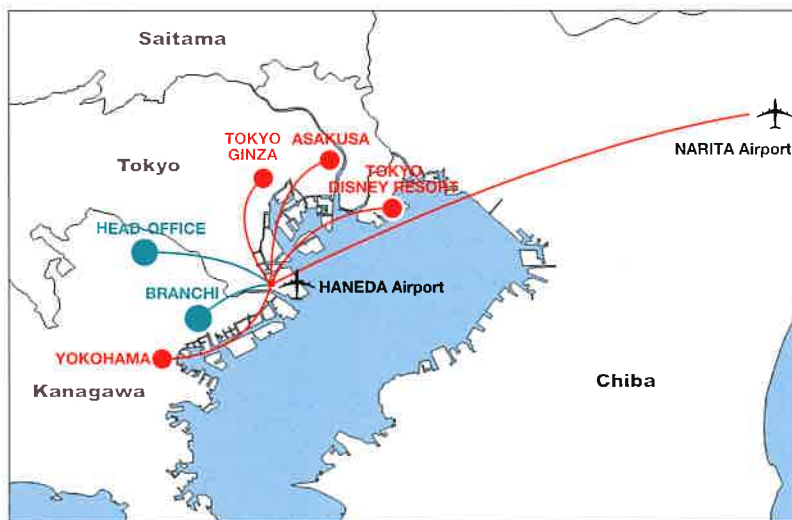 Saitama
TOKYO
GINZA
ASAKUSA
Tokyo
TOKYO
DISNEY RESORT
NARITA Airport
HEAD OFFICE
BRANCHI
HANEDA Airport
YOKOHAMA
Kanagawa
Chiba